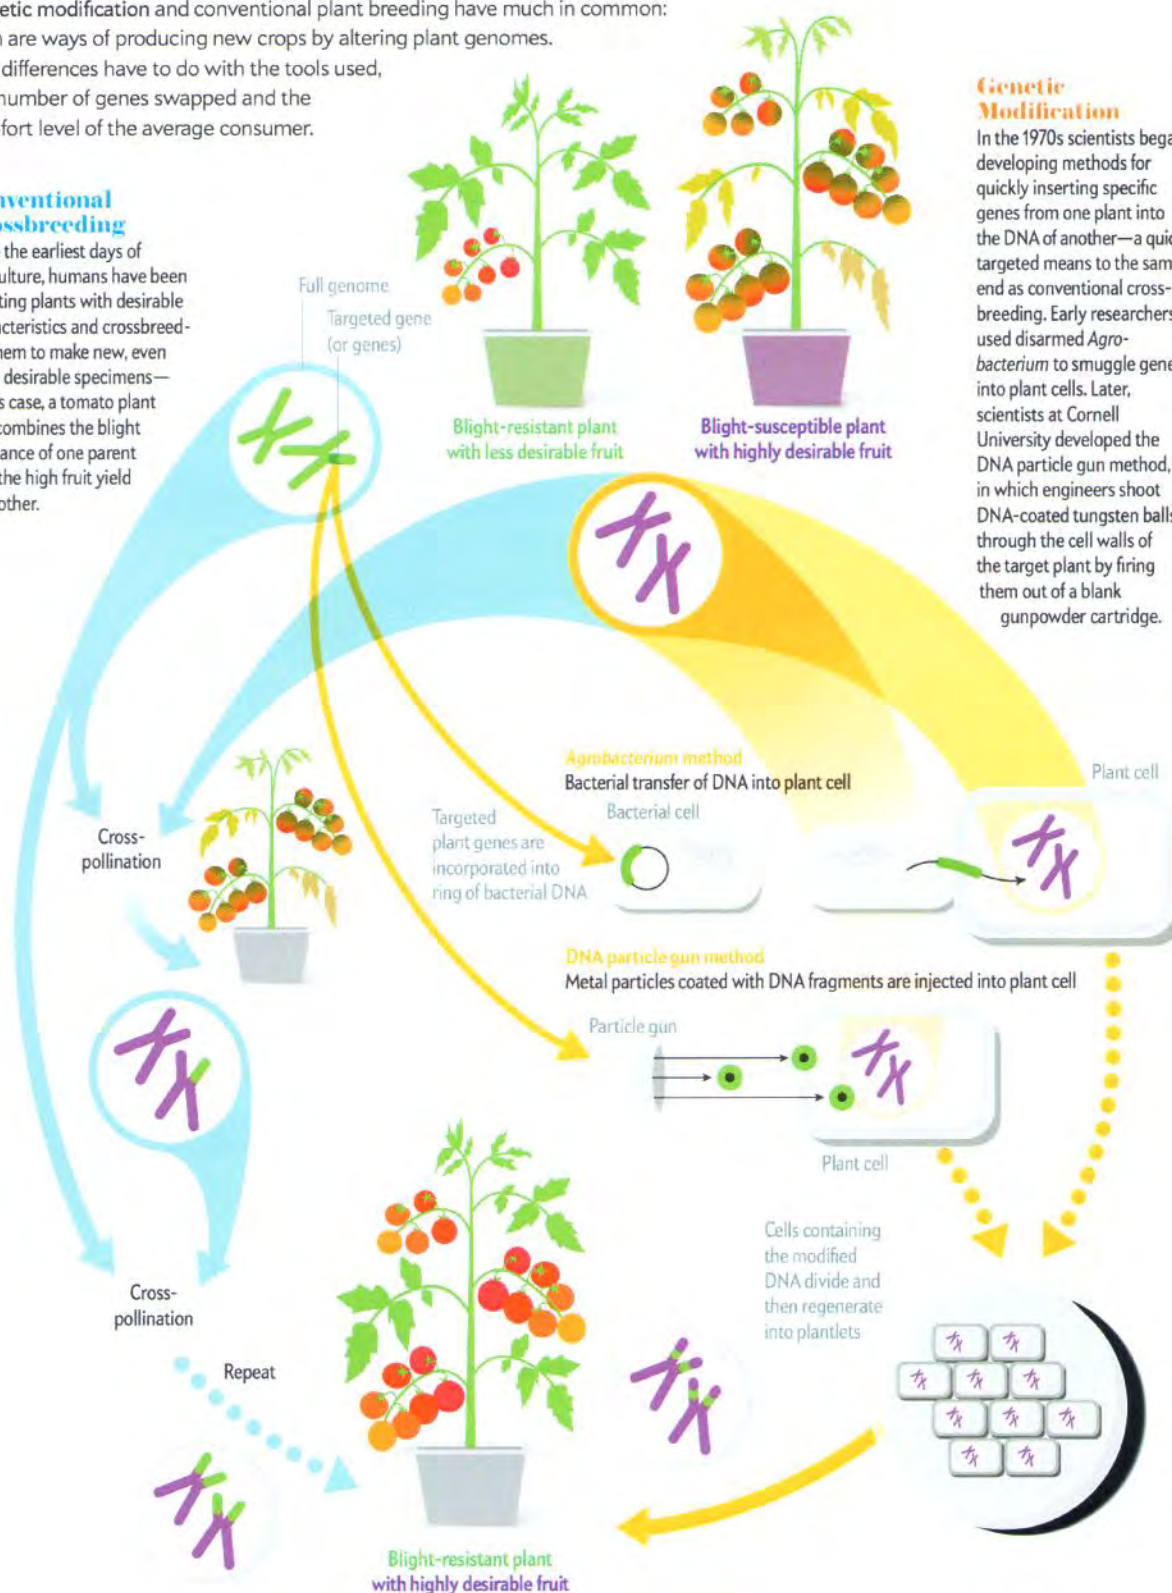 etic modification and conventional plant breeding have much in common:
are ways of producing new crops by altering plant genomes.
differences have to do with the tools used,
number of genes swapped and the
fort level of the average consumer.
nventional
ssbreeding
the earliest days of
ulture, humans have been
ting plants with desirable
acteristics and crossbreed-
hem to make new, even
desirable specimens—
s case, a tomato plant
combines the blight
ance of one parent
the high fruit yield
other.
Full genome
Targeted gene
(or genes)
Blight-resistant plant
with less desirable fruit
Blight-susceptible plant
with highly desirable fruit
Genetic
Modification
In the 1970s scientists bega
developing methods for
quickly inserting specific
genes from one plant into
the DNA of another—a quic
targeted means to the sam
end as conventional cross-
breeding. Early researchers
used disarmed Agro-
bacterium to smuggle gene
into plant cells. Later,
scientists at Cornell
University developed the
DNA particle gun method,
in which engineers shoot
DNA-coated tungsten balls
through the cell walls of
the target plant by firing
them out of a blank
gunpowder cartridge.
Cross-
pollination
Agrobacterium method
Bacterial transfer of DNA into plant cell
Bacterial cell
Plant cell
Targeted
plant genes are
incorporated into
ring of bacterial DNA
DNA particle gun method
Metal particles coated with DNA fragments are injected into plant cell
Particle gun
Plant cell
Cells containing
the modified
DNA divide and
then regenerate
into plantlets
Cross-
pollination
Repeat
Blight-resistant plant
with highly desirable fruit